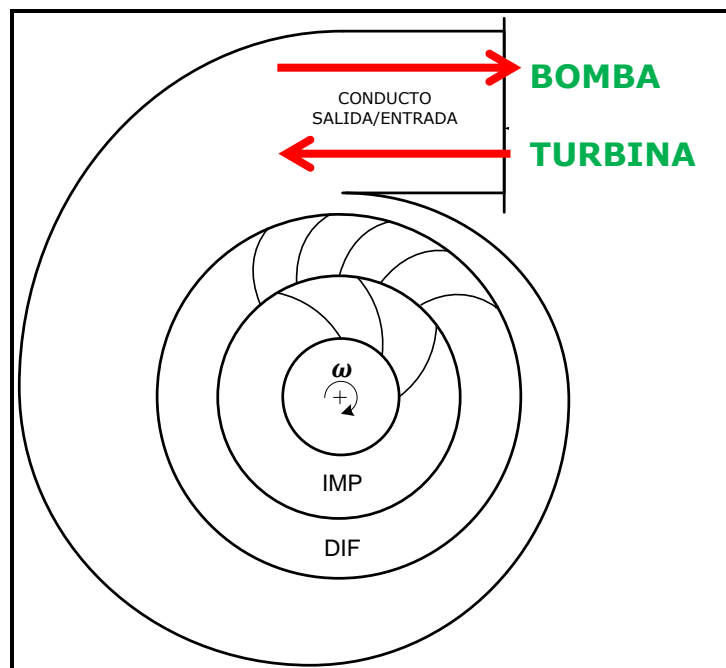 BOMBA
CONDUCTO
SALIDA/ENTRADA
TURBINA
ω
IMP
DIF